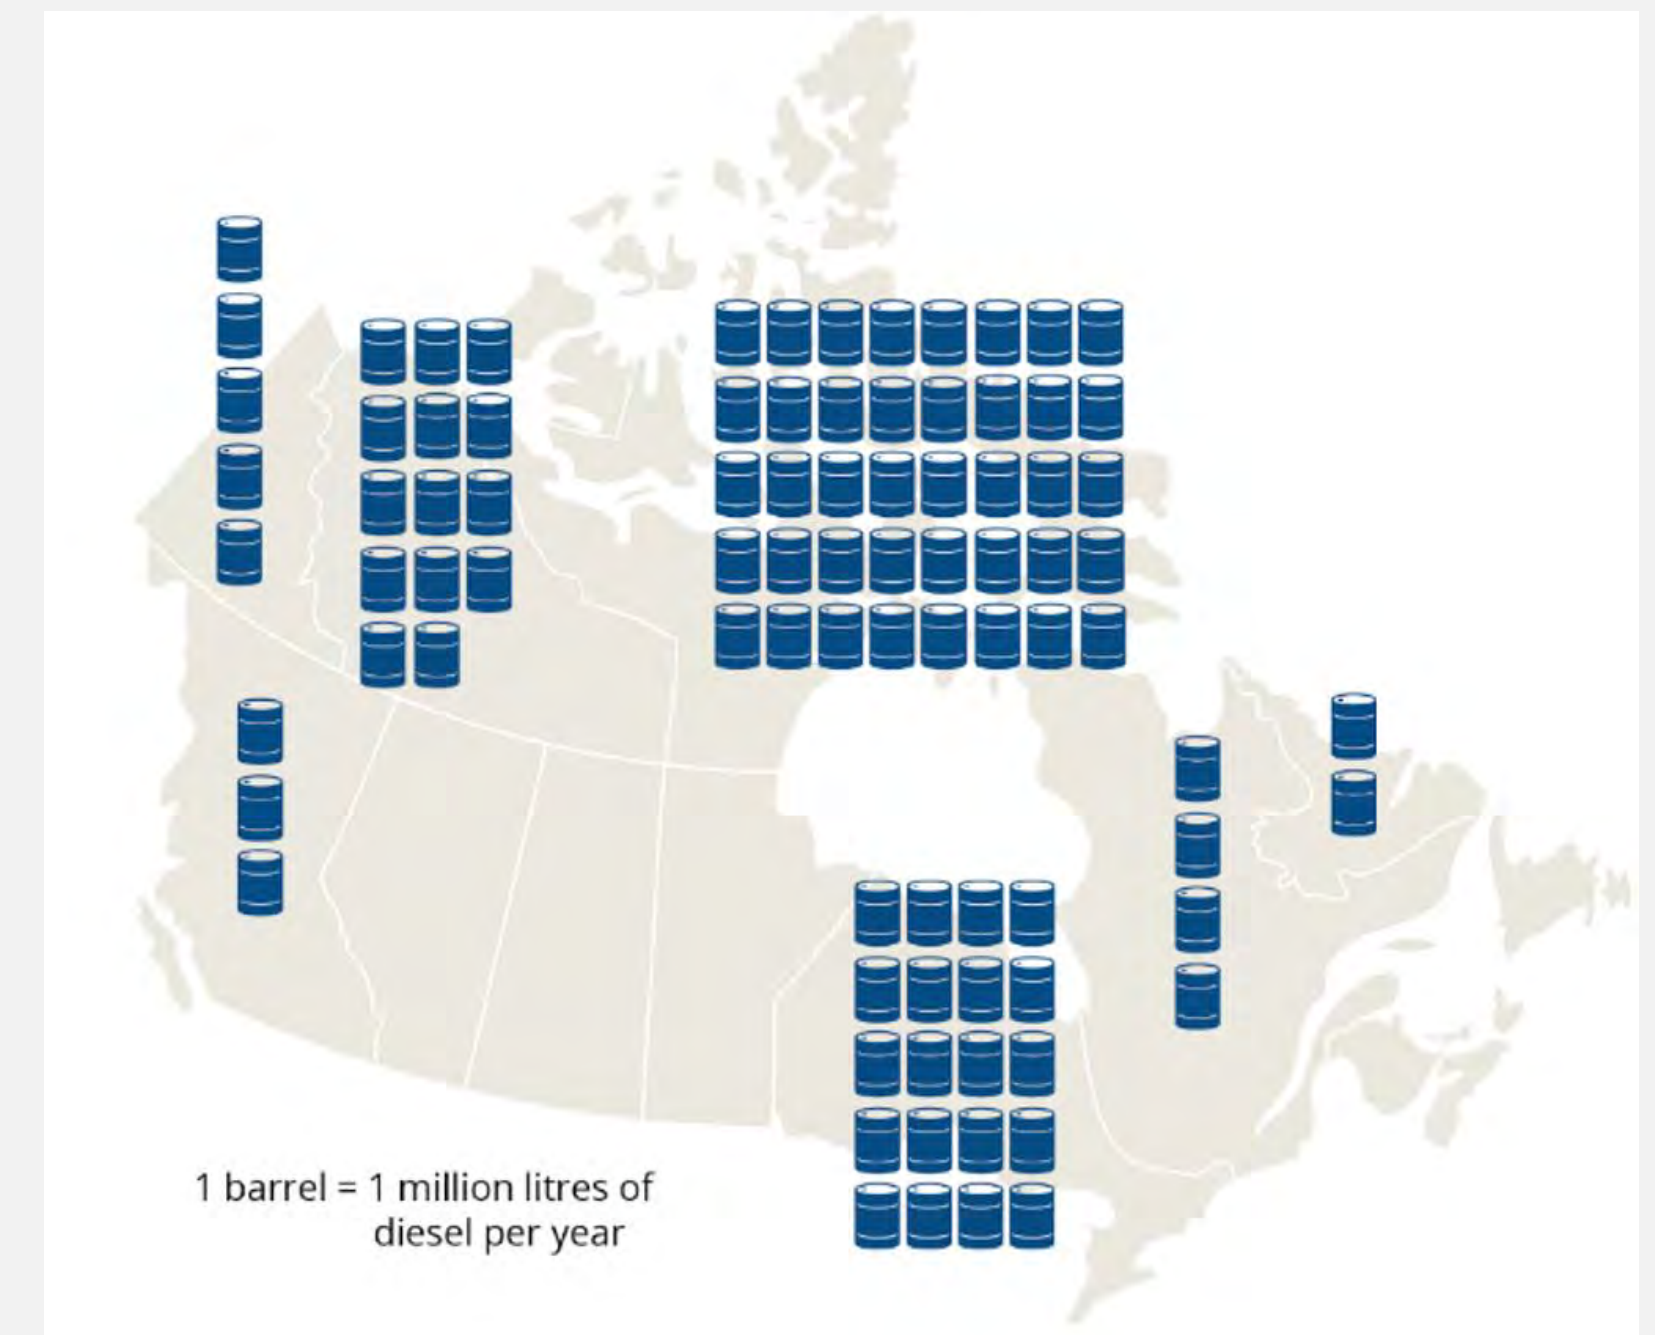 1 barrel = 1 million litres of
diesel per year